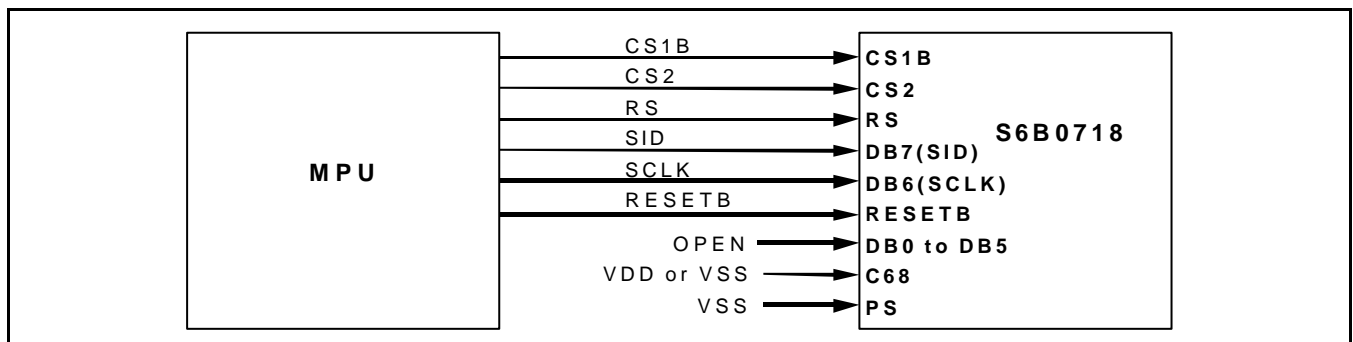 CS1B CS1B
CS2 CS2
RS RS
S6B0718
SID DB7(SID)
MPU
SCLK DB6(SCLK)
RESETB RESETB
OPEN DB0 to DB5
VDD or VSS C68
VSS PS